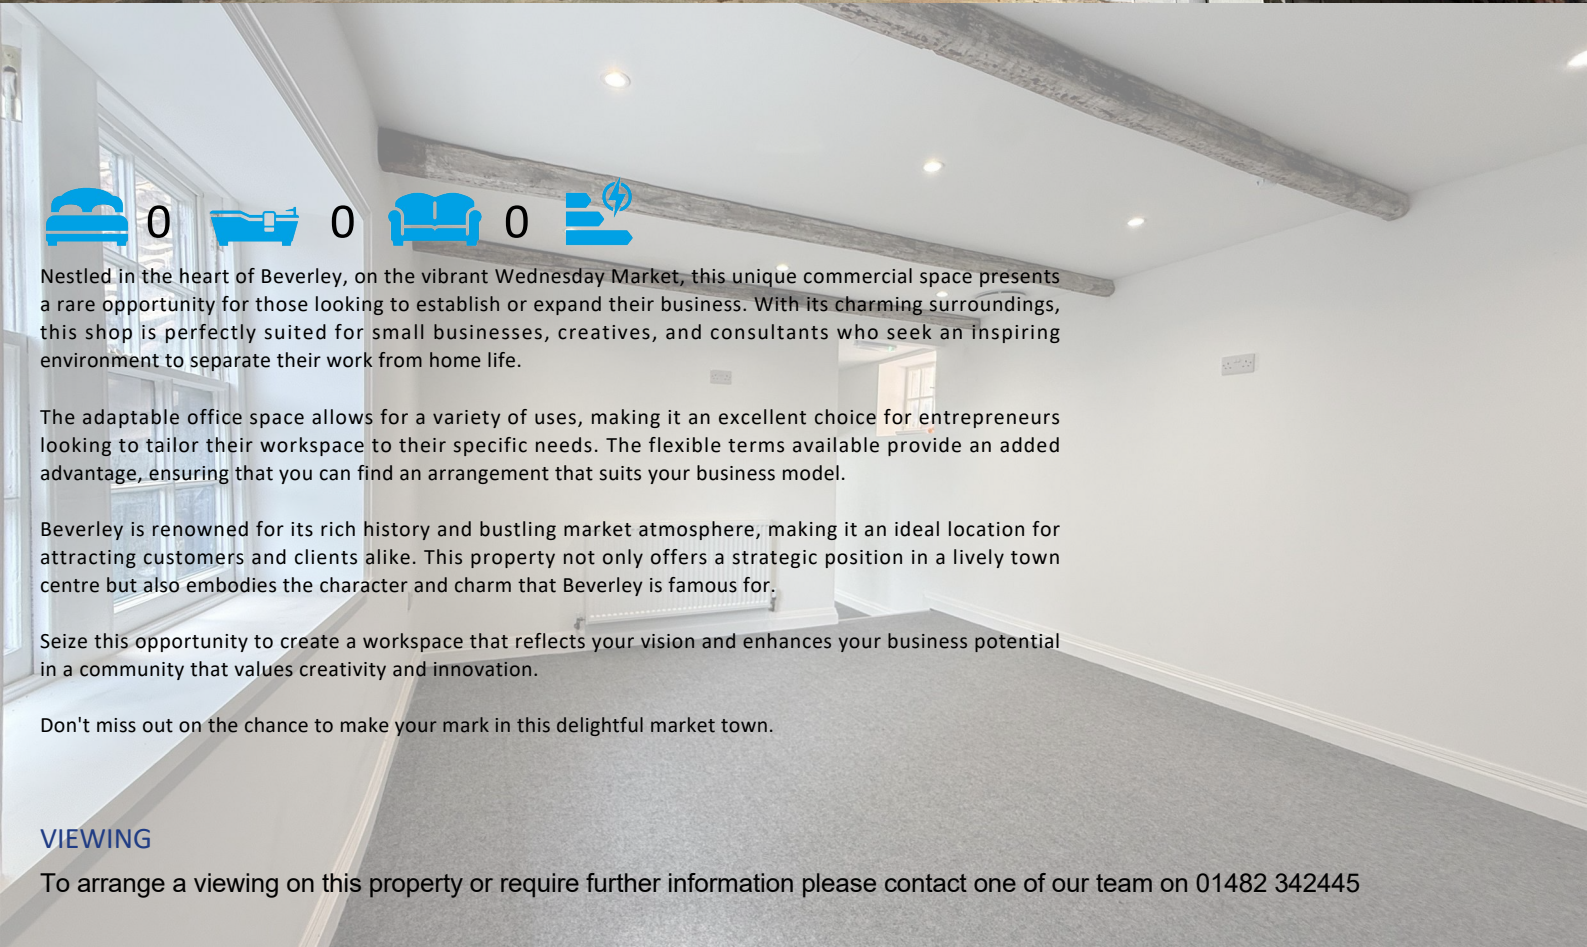 0 0 0
Nestled in the heart of Beverley, on the vibrant Wednesday Market, this unique commercial space presents
a rare opportunity for those looking to establish or expand their business. With its charming surroundings,
this shop is perfectly suited for small businesses, creatives, and consultants who seek an inspiring
environment to separate their work from home life.
The adaptable office space allows for a variety of uses, making it an excellent choice for entrepreneurs
looking to tailor their workspace to their specific needs. The flexible terms available provide an added
advantage, ensuring that you can find an arrangement that suits your business model.
Beverley is renowned for its rich history and bustling market atmosphere, making it an ideal location for
attracting customers and clients alike. This property not only offers a strategic position in a lively town
centre but also embodies the character and charm that Beverley is famous for.
Seize this opportunity to create a workspace that reflects your vision and enhances your business potential
in a community that values creativity and innovation.
Don't miss out on the chance to make your mark in this delightful market town.
VIEWING
To arrange a viewing on this property or require further information please contact one of our team on 01482 342445